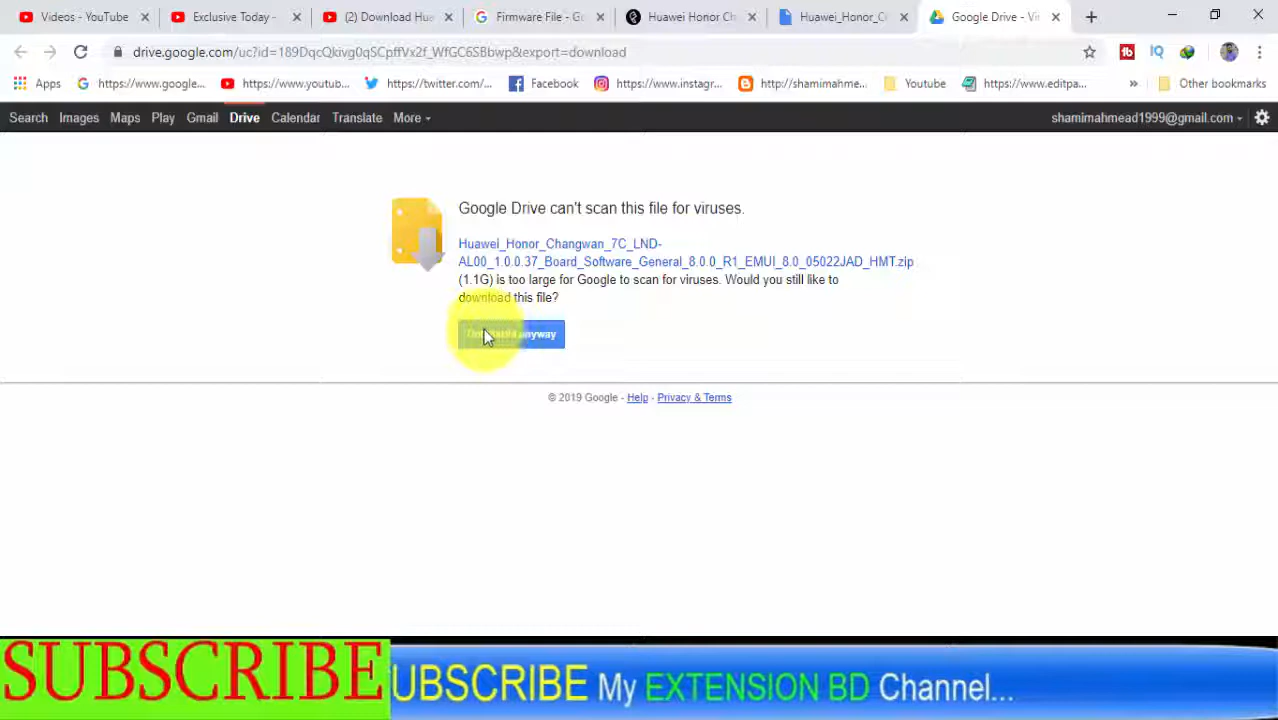 Videos - YouTube
Exclusive Today -
(2) Download Hua
Firmware File - Go
Huawei Honor Ch
Huawei_Honor_C
Google Drive - Vi
drive.google.com/uc?id=189DqcQkivg0qSCpffVx2f_WfGC6SBbwp&export=download
Apps
https://www.google...
https://www.youtub...
https://twitter.com/...
Facebook
https://www.instagr...
http://shamimahme...
Youtube
https://www.editpa...
Other bookmarks
Search Images Maps Play Gmail Drive Calendar Translate More
shamimahmead1999@gmail.com
Google Drive can't scan this file for viruses.
Huawei_Honor_Changwan_7C_LND-
AL00_1.0.0.37_Board_Software_General_8.0.0_R1_EMUI_8.0_05022JAD_HMT.zip
(1.1G) is too large for Google to scan for viruses. Would you still like to
download this file?
Download anyway
© 2019 Google - Help - Privacy & Terms
SUBSCRIBE
UBSCRIBE My EXTENSION BD Channel...